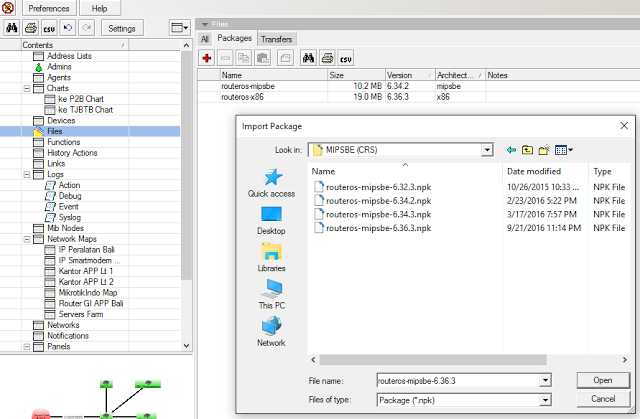 Preferences
Help
CSV
Settings
Contents
Address Lists
Admins
Agents
Charts
ke P2B Chart
ke TJBTB Chart
Devices
Files
Functions
History Actions
Links
Logs
Action
Debug
Event
Syslog
Mib Nodes
Network Maps
IP Peralatan Bali
IP Smartmodem ...
Kantor APP Lt 1
Kantor APP Lt 2
MikrotikIndo Map
Router GI APP Bali
Servers Farm
Networks
Notifications
Panels
Files
All
Packages
Transfers
CSV
Name Size Version Architect... Notes
routeros-mipsbe 10.2 MB 6.34.2 mipsbe
routeros-x86 19.0 MB 6.36.3 x86
Import Package
Look in: MIPSBE (CRS)
Quick access
Desktop
Libraries
This PC
Network
Name Date modified Type
routeros-mipsbe-6.32.3.npk 10/26/2015 10:33 ... NPK File
routeros-mipsbe-6.34.2.npk 2/23/2016 5:22 PM NPK File
routeros-mipsbe-6.34.3.npk 3/17/2016 7:57 PM NPK File
routeros-mipsbe-6.36.3.npk 9/21/2016 11:14 PM NPK File
File name: routeros-mipsbe-6.36.3 Open
Files of type: Package (*.npk) Cancel